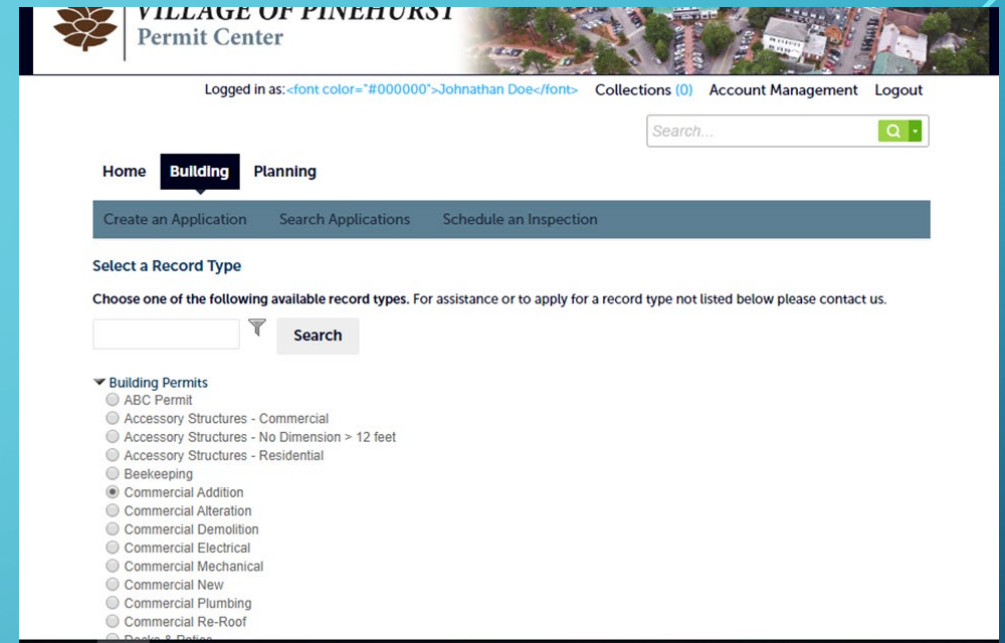 VILLAGE OF PINEHURST
Permit Center
Logged in as:<font color="#000000">Johnathan Doe</font> Collections (0) Account Management Logout
Search...
Home Building Planning
Create an Application Search Applications Schedule an Inspection
Select a Record Type
Choose one of the following available record types. For assistance or to apply for a record type not listed below please contact us.
Search
Building Permits
ABC Permit
Accessory Structures - Commercial
Accessory Structures - No Dimension > 12 feet
Accessory Structures - Residential
Beekeeping
Commercial Addition
Commercial Alteration
Commercial Demolition
Commercial Electrical
Commercial Mechanical
Commercial New
Commercial Plumbing
Commercial Re-Roof
Decks & Patios